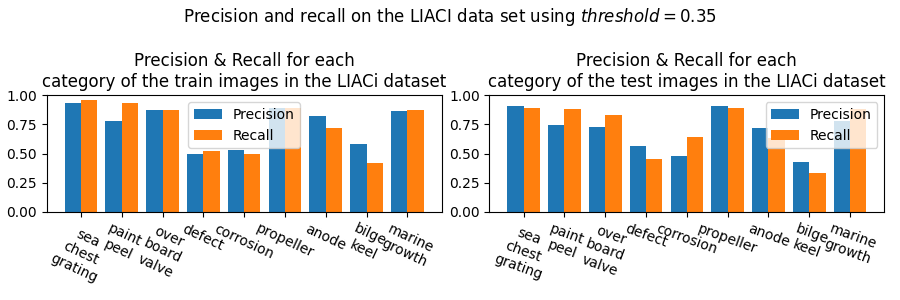 Precision and recall on the LIACI data set using threshold = 0.35
Precision & Recall for each
category of the train images in the LIACi dataset
1.00
0.75
0.50
0.25
0.00
Precision
Recall
sea
chest
grating
paint
peel
over
board
valve
defect
corrosion
propeller
anode
bilge
keel
marine
growth
Precision & Recall for each
category of the test images in the LIACi dataset
1.00
0.75
0.50
0.25
0.00
Precision
Recall
sea
chest
grating
paint
peel
over
board
valve
defect
corrosion
propeller
anode
bilge
keel
marine
growth